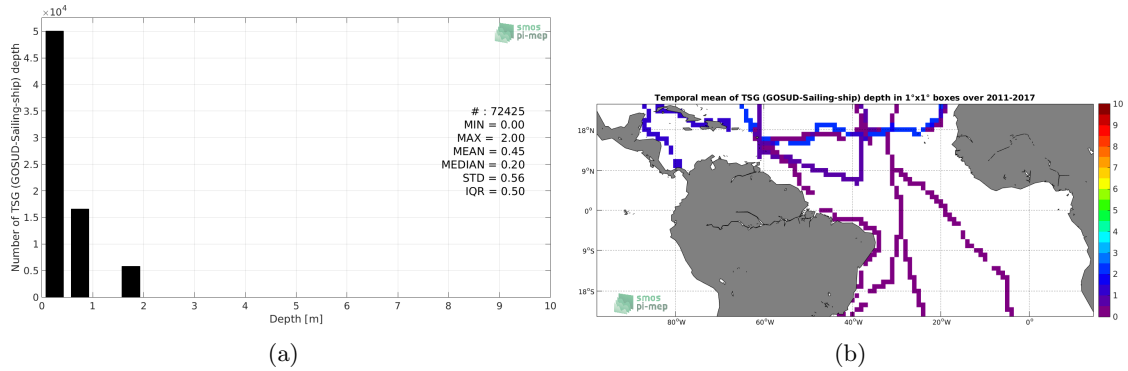 ×10⁴
5
4.5
4
3.5
3
2.5
2
1.5
1
0.5
0
Number of TSG (GOSUD-Sailing-ship) depth
smos
pi-mep
# : 72425
MIN = 0.00
MAX = 2.00
MEAN = 0.45
MEDIAN = 0.20
STD = 0.56
IQR = 0.50
0 1 2 3 4 5 6 7 8 9 10
Depth [m]
(a)
Temporal mean of TSG (GOSUD-Sailing-ship) depth in 1°x1° boxes over 2011-2017
18°N
9°N
0°
9°S
18°S
80°W 60°W 40°W 20°W 0°
smos
pi-mep
10
9
8
7
6
5
4
3
2
1
0
(b)